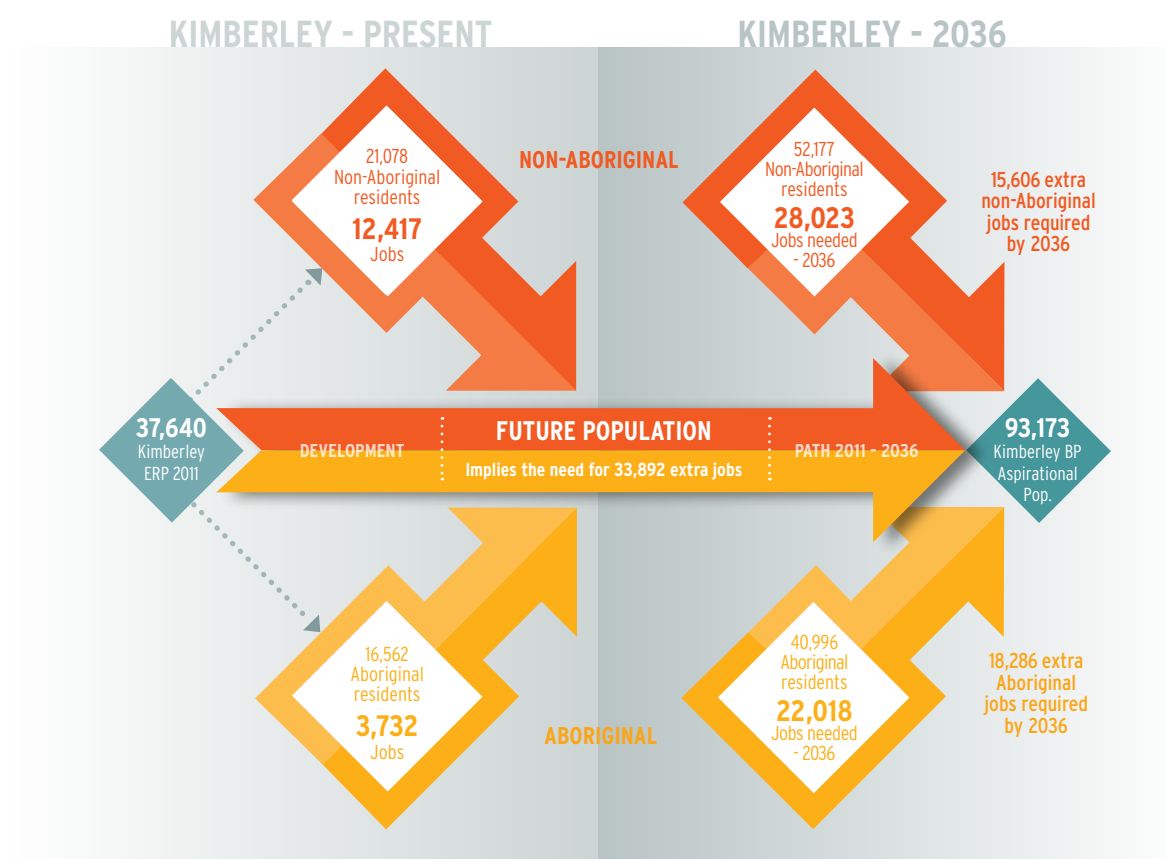 KIMBERLEY - PRESENT
KIMBERLEY - 2036
21,078
Non-Aboriginal
residents
12,417
Jobs
NON-ABORIGINAL
52,177
Non-Aboriginal
residents
28,023
Jobs needed
- 2036
15,606 extra
non-Aboriginal
jobs required
by 2036
37,640
Kimberley
ERP 2011
DEVELOPMENT
FUTURE POPULATION
Implies the need for 33,892 extra jobs
PATH 2011 - 2036
93,173
Kimberley BP
Aspirational
Pop.
16,562
Aboriginal
residents
3,732
Jobs
ABORIGINAL
40,996
Aboriginal
residents
22,018
Jobs needed
- 2036
18,286 extra
Aboriginal
jobs required
by 2036